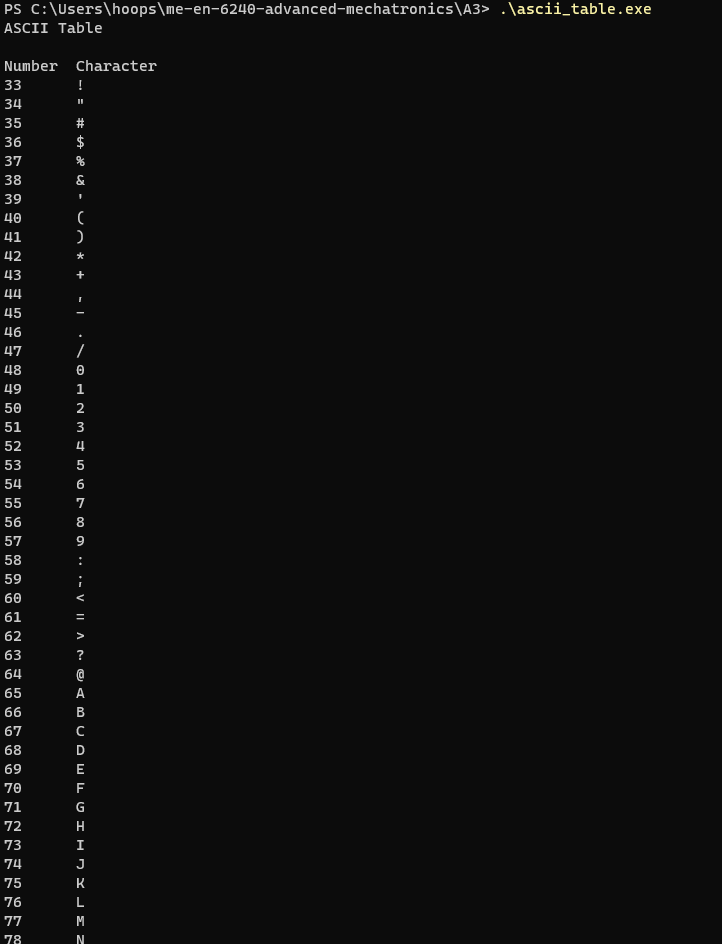 PS C:\Users\hoops\me-en-6240-advanced-mechatronics\A3> .\ascii_table.exe
ASCII Table

Number  Character
33      !
34      "
35      #
36      $
37      %
38      &
39      '
40      (
41      )
42      *
43      +
44      ,
45      -
46      .
47      /
48      0
49      1
50      2
51      3
52      4
53      5
54      6
55      7
56      8
57      9
58      :
59      ;
60      <
61      =
62      >
63      ?
64      @
65      A
66      B
67      C
68      D
69      E
70      F
71      G
72      H
73      I
74      J
75      K
76      L
77      M
78      N